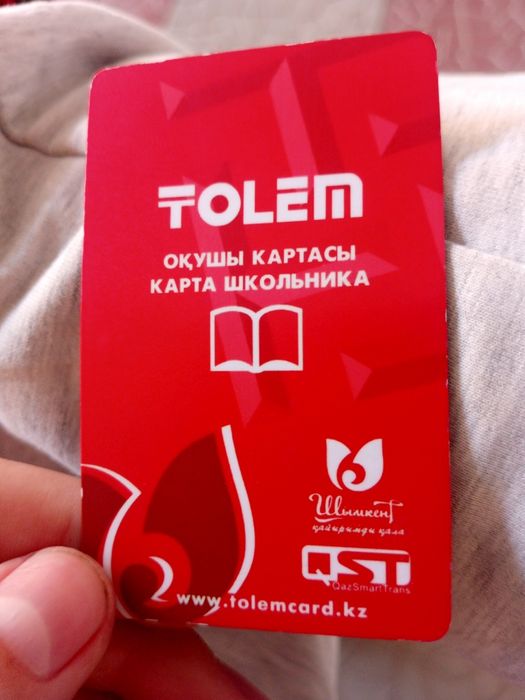 TOLEM
ОҚУШЫ КАРТАСЫ
КАРТА ШКОЛЬНИКА
Шымкент
қайырымды қала
QST
QazSmartTrans
www.tolemcard.kz